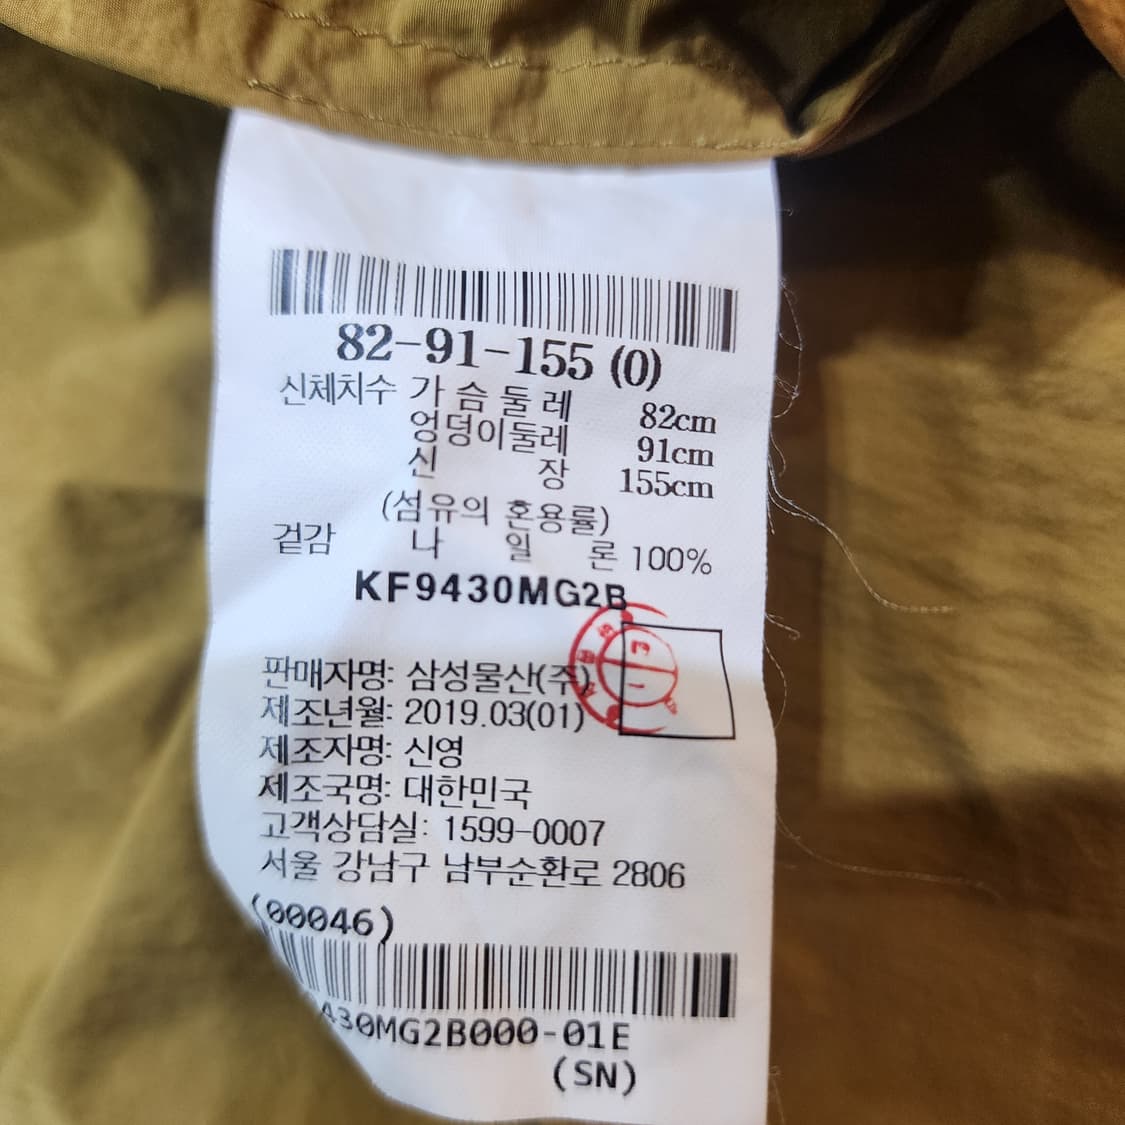 82-91-155 (0)
신체치수 가슴둘레 82cm
엉덩이둘레 91cm
신 장 155cm
(섬유의 혼용률)
겉감 나 일 론 100%
KF9430MG2B
판매자명: 삼성물산(주)
제조년월: 2019.03(01)
제조자명: 신영
제조국명: 대한민국
고객상담실: 1599-0007
서울 강남구 남부순환로 2806
(00046)
430MG2B000-01E
(SN)